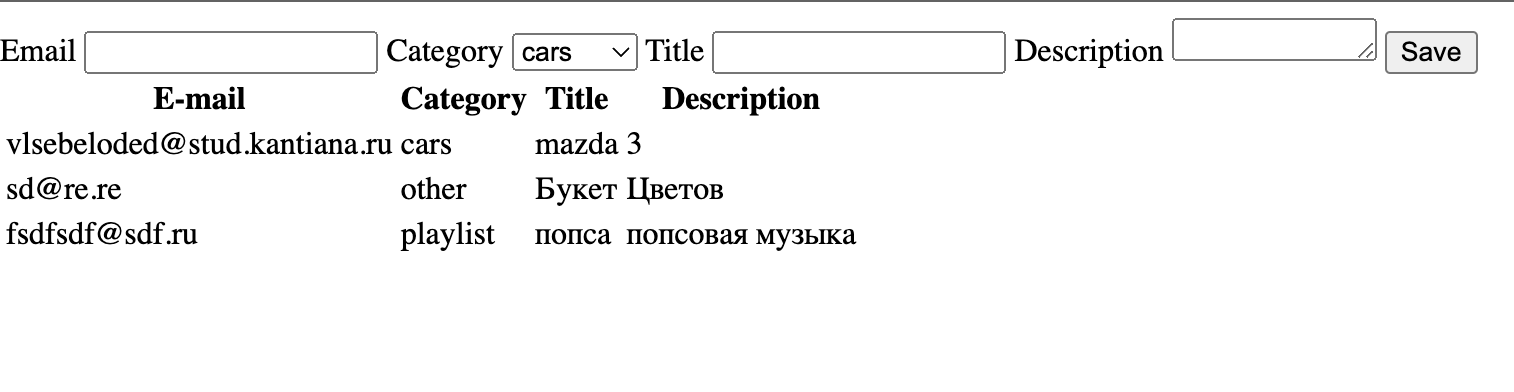 Email Category cars Title Description Save
E-mail Category Title Description
vlsebeloded@stud.kantiana.ru cars mazda 3
sd@re.re other Букет Цветов
fsdfsdf@sdf.ru playlist попса попсовая музыка